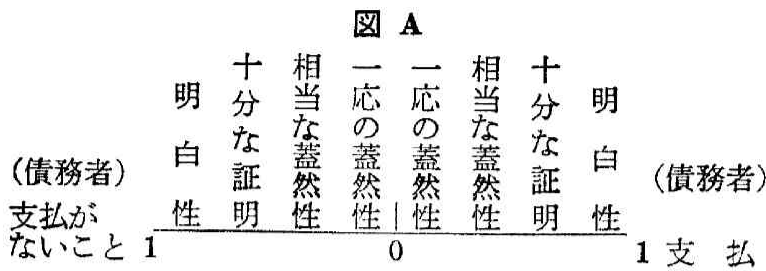 図 A
(債務者)
支払が
ないこと
1
明白性
十分な証明
相当な蓋然性
一応の蓋然性
0
一応の蓋然性
相当な蓋然性
十分な証明
明白性
1
(債務者)
支払